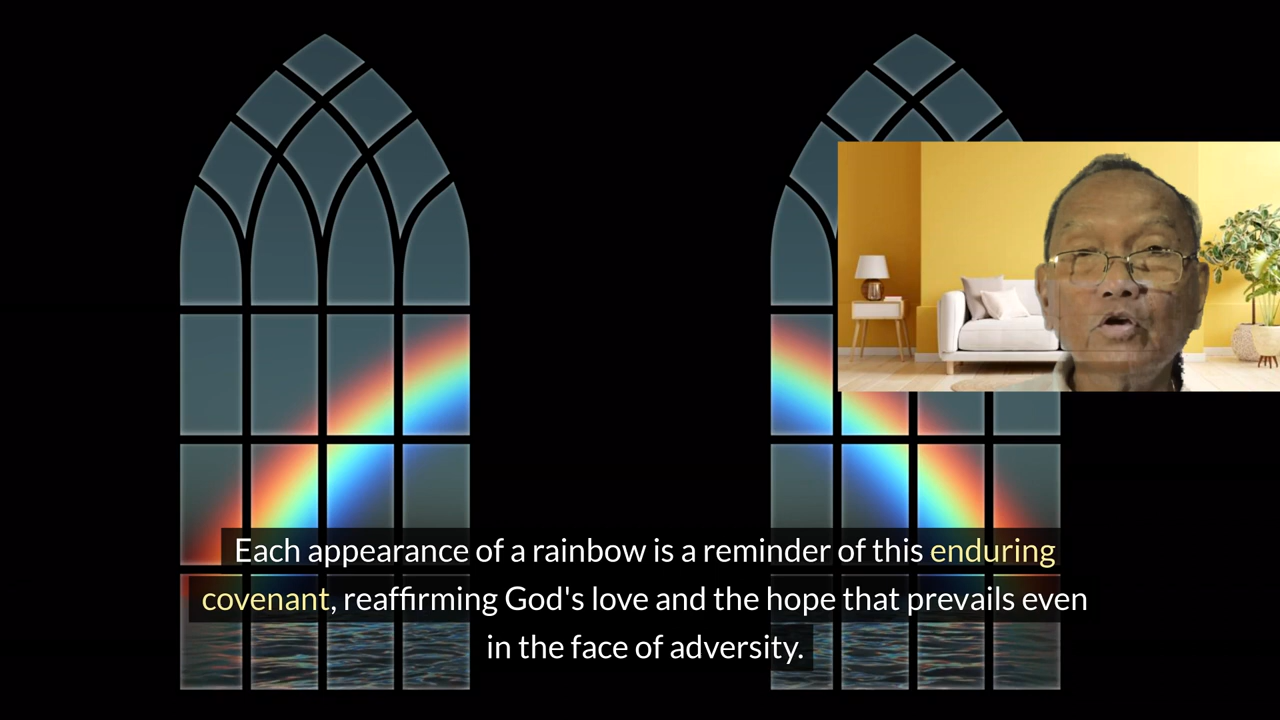 Each appearance of a rainbow is a reminder of this enduring
covenant, reaffirming God's love and the hope that prevails even
in the face of adversity.